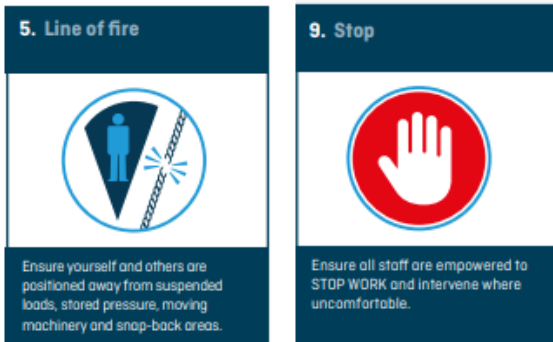 5. Line of fire
Ensure yourself and others are
positioned away from suspended
loads, stored pressure, moving
machinery and snap-back areas.
9. Stop
Ensure all staff are empowered to
STOP WORK and intervene where
uncomfortable.